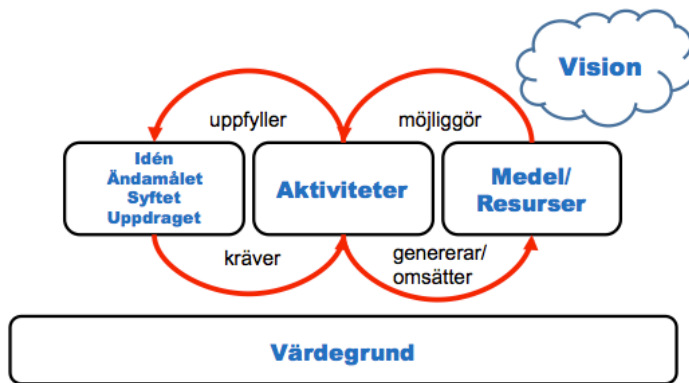 Vision
uppfyller
möjliggör
Idén
Ändamålet
Syftet
Uppdraget
Aktiviteter
Medel/
Resurser
kräver
genererar/
omsätter
Värdegrund